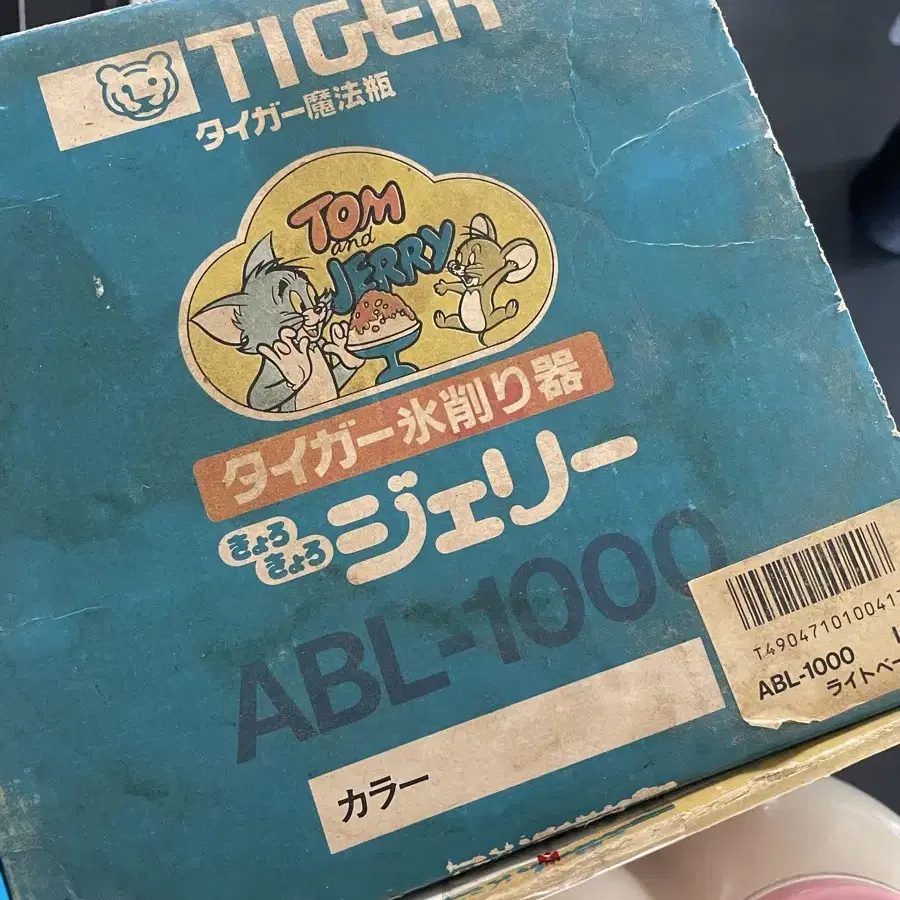 TIGER
タイガー魔法瓶
TOM
and
JERRY
タイガー氷削り器
きょろきょろ
ジェリー
ABL-1000
T490471010041
ABL-1000
ライトベー
カラー